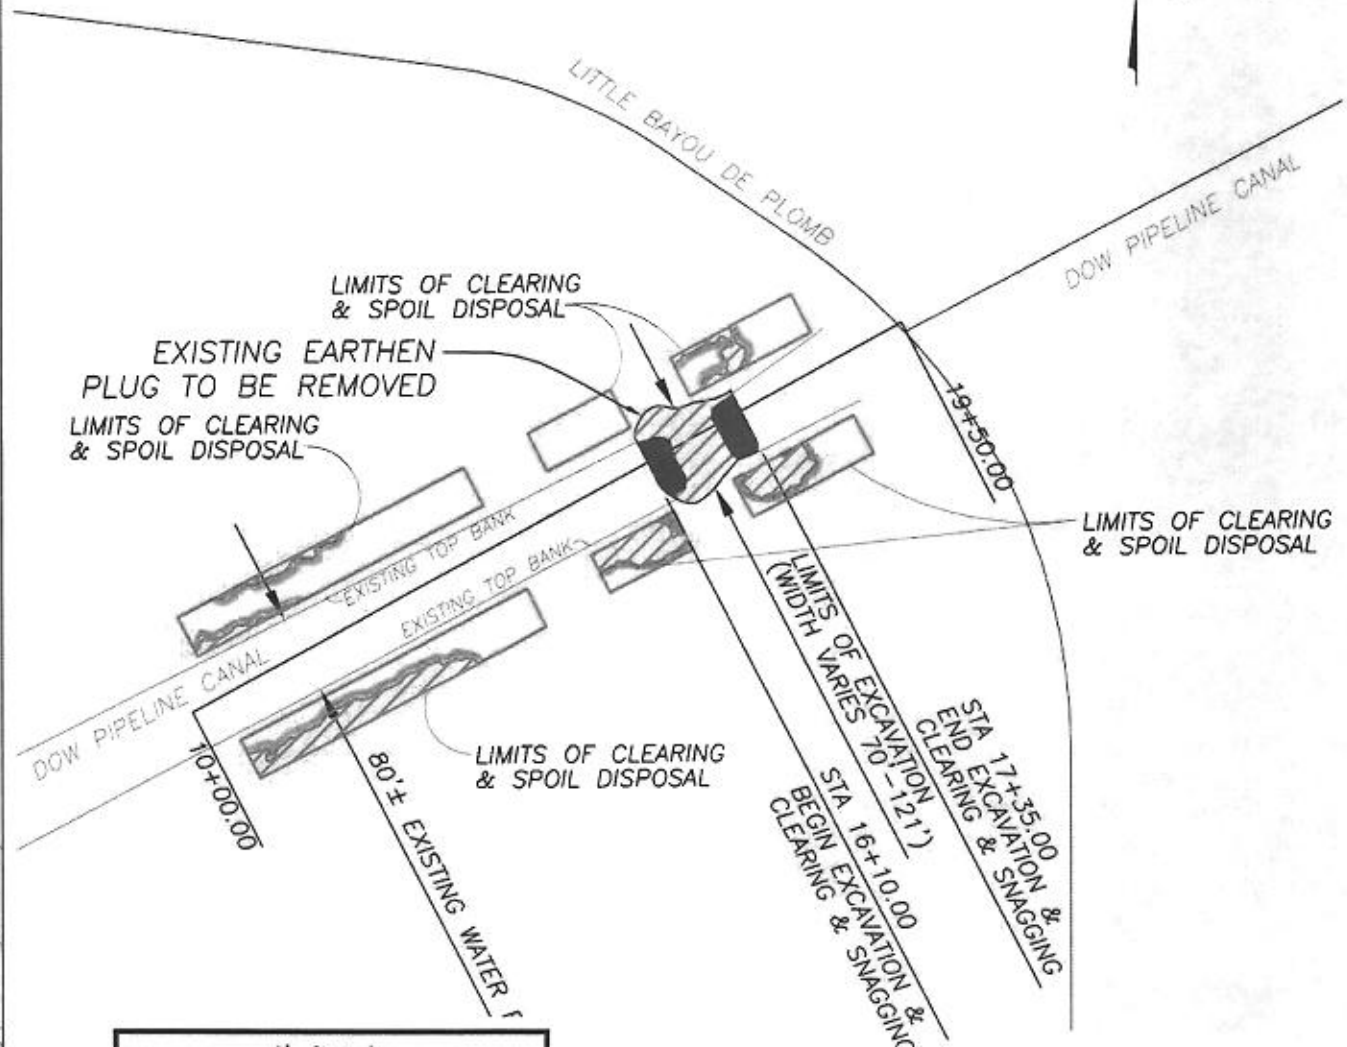 LITTLE BAYOU DE PLOMB
DOW PIPELINE CANAL
LIMITS OF CLEARING
& SPOIL DISPOSAL
EXISTING EARTHEN
PLUG TO BE REMOVED
LIMITS OF CLEARING
& SPOIL DISPOSAL
19+50.00
LIMITS OF CLEARING
& SPOIL DISPOSAL
EXISTING TOP BANK
EXISTING TOP BANK
DOW PIPELINE CANAL
10+00.00
LIMITS OF CLEARING
& SPOIL DISPOSAL
80'± EXISTING WATER
LIMITS OF EXCAVATION
(WIDTH VARIES 70'-121')
STA 17+35.00
END EXCAVATION &
CLEARING & SNAGGING
STA 16+10.00
BEGIN EXCAVATION &
CLEARING & SNAGGING